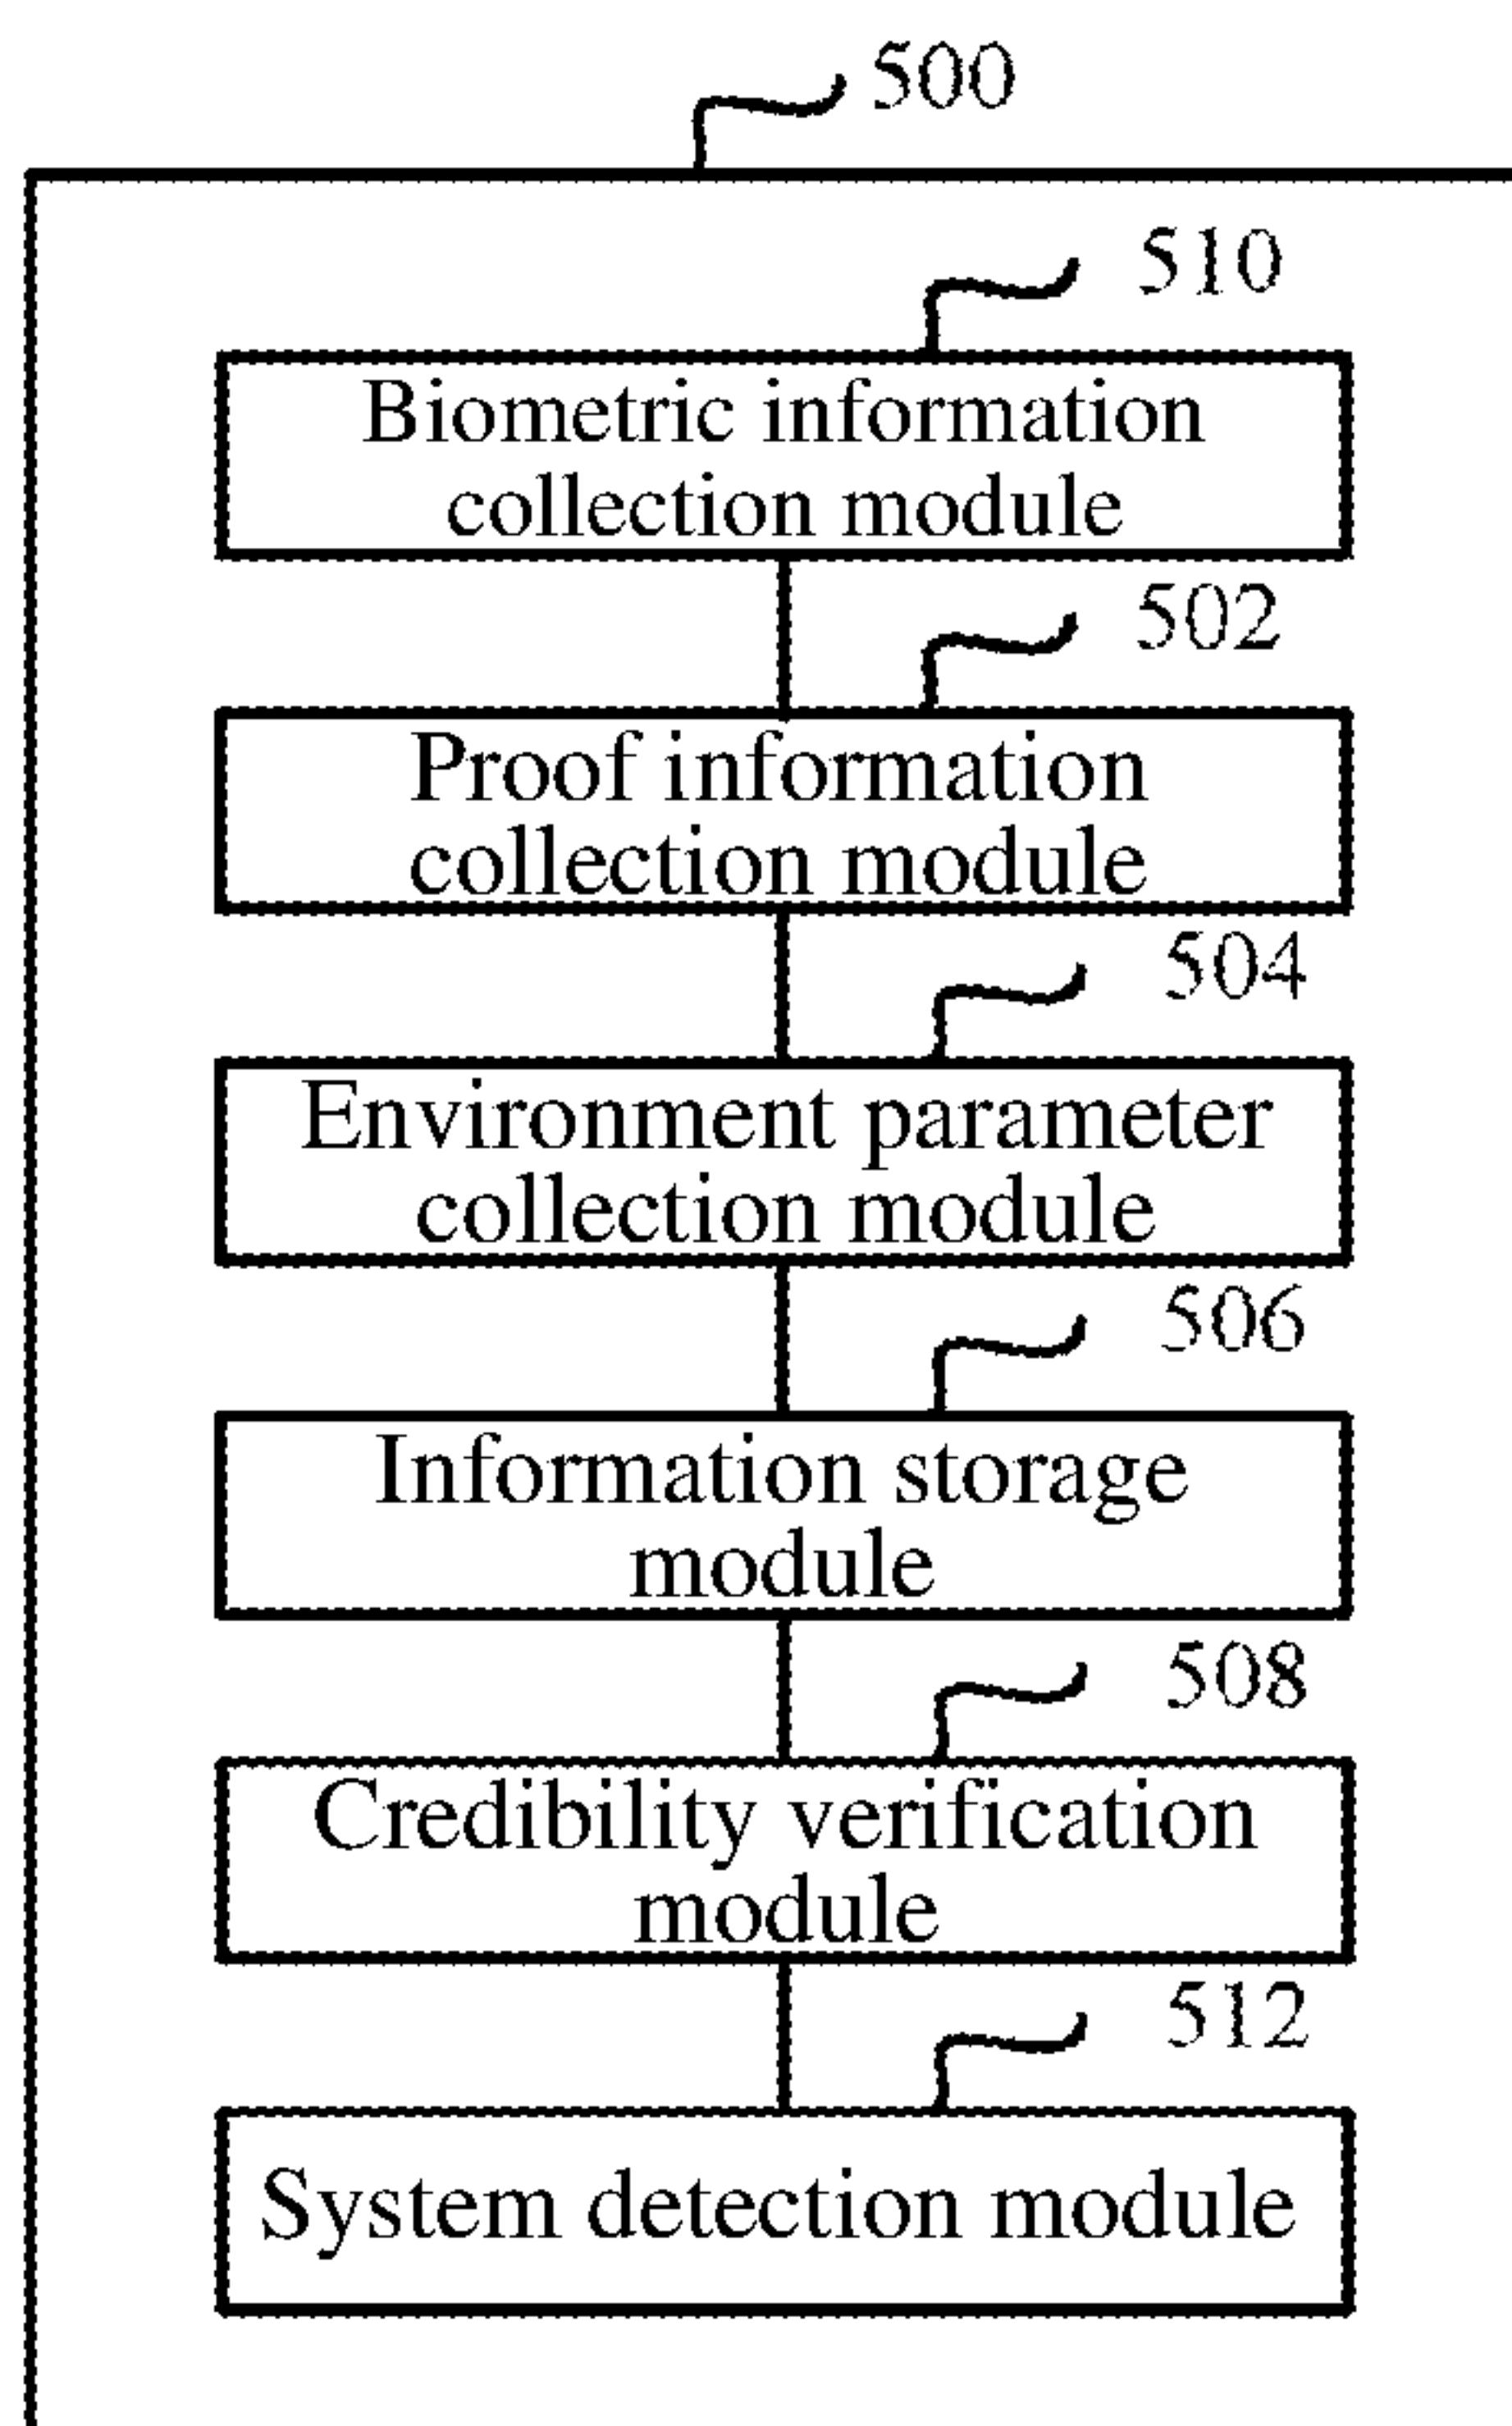 500
510
Biometric information
collection module
502
Proof information
collection module
504
Environment parameter
collection module
506
Information storage
module
508
Credibility verification
module
512
System detection module